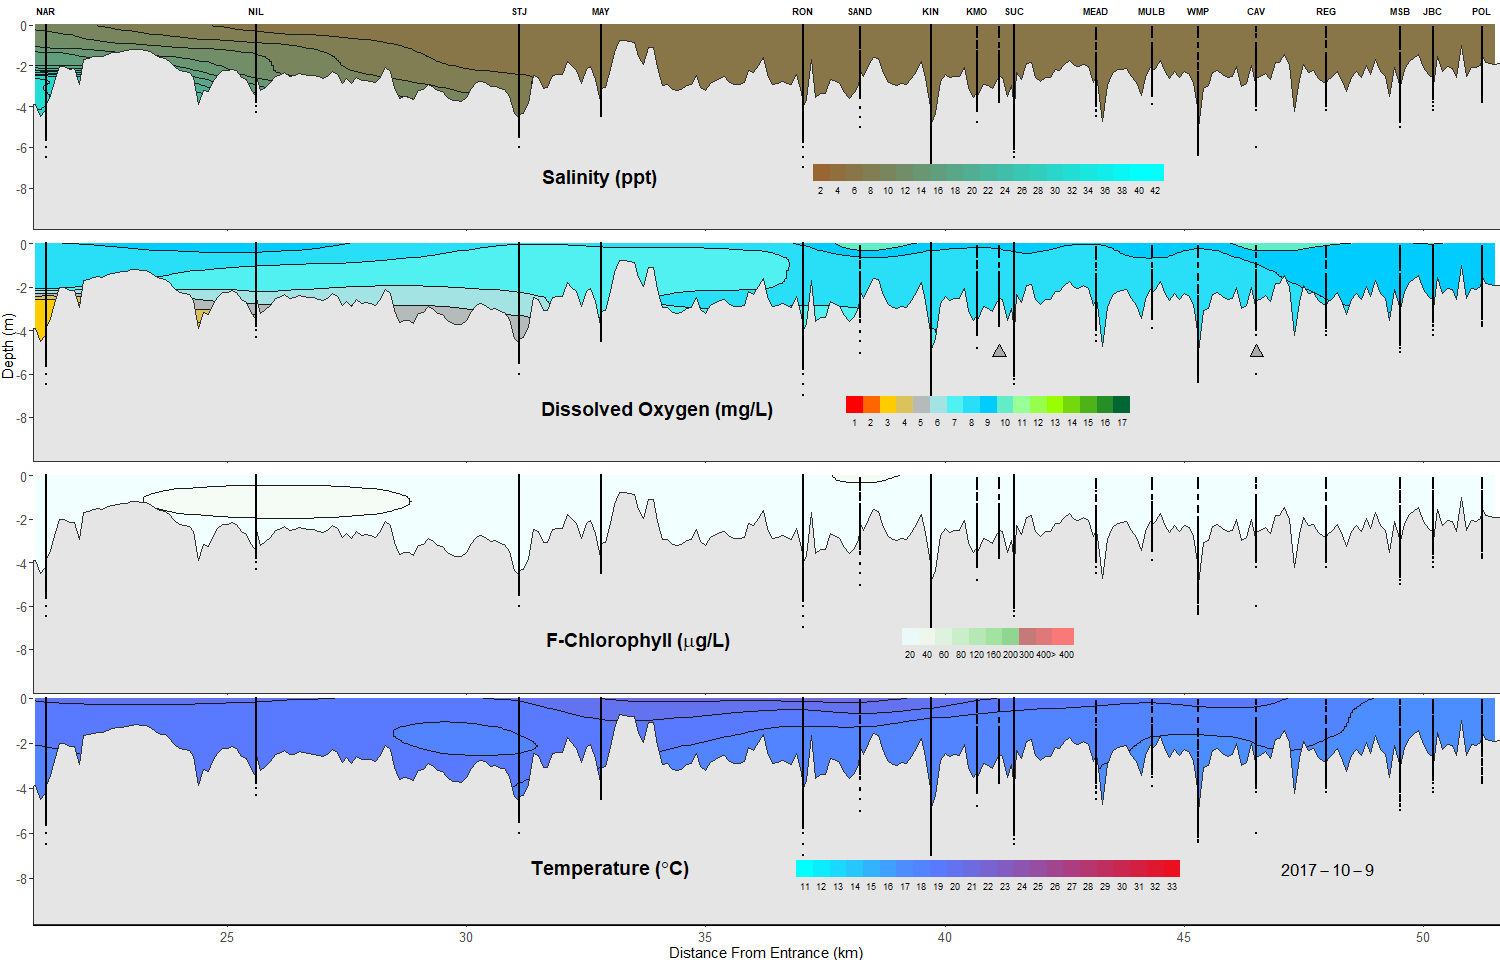 NAR NIL STJ MAY RON SAND KIN KMO SUC MEAD MULB WMP CAV REG MSB JBC POL
0
-2
-4
-6
-8
Salinity (ppt)
2 4 6 8 10 12 14 16 18 20 22 24 26 28 30 32 34 36 38 40 42
0
-2
-4
-6
-8
Depth (m)
Dissolved Oxygen (mg/L)
1 2 3 4 5 6 7 8 9 10 11 12 13 14 15 16 17
0
-2
-4
-6
-8
F-Chlorophyll (μg/L)
20 40 60 80 120 160 200 300 400 > 400
0
-2
-4
-6
-8
Temperature (°C)
11 12 13 14 15 16 17 18 19 20 21 22 23 24 25 26 27 28 29 30 31 32 33
2017 – 10 – 9
25 30 35 40 45 50
Distance From Entrance (km)